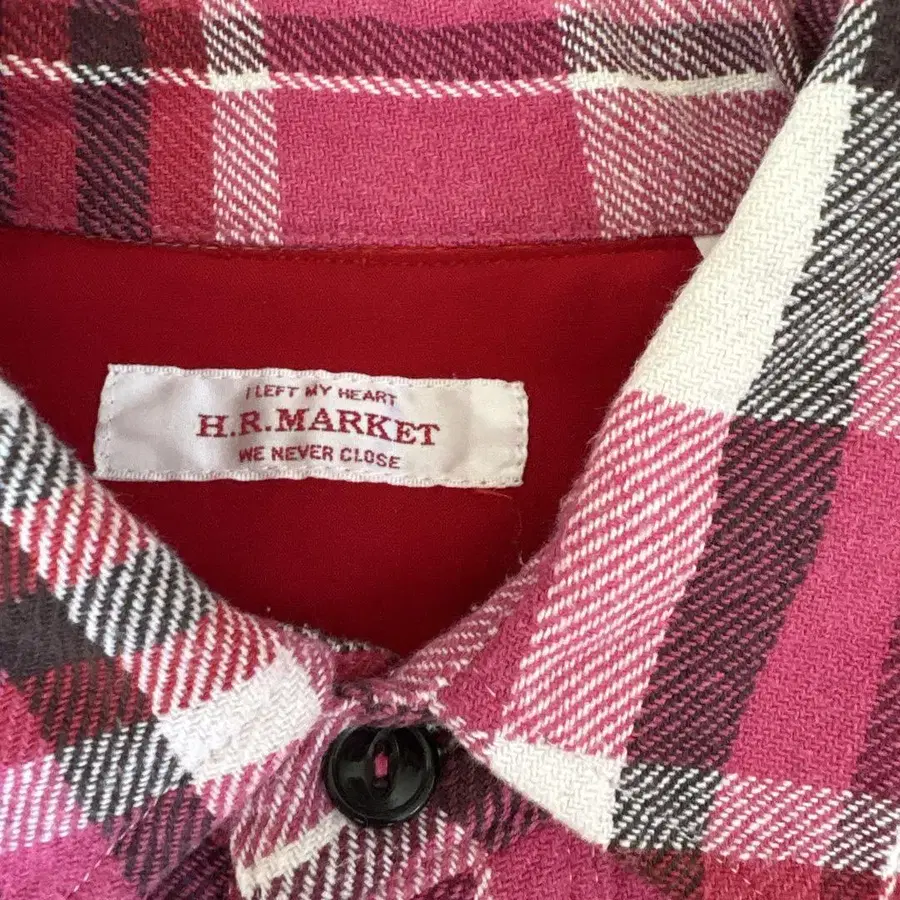 I LEFT MY HEART
H.R.MARKET
WE NEVER CLOSE